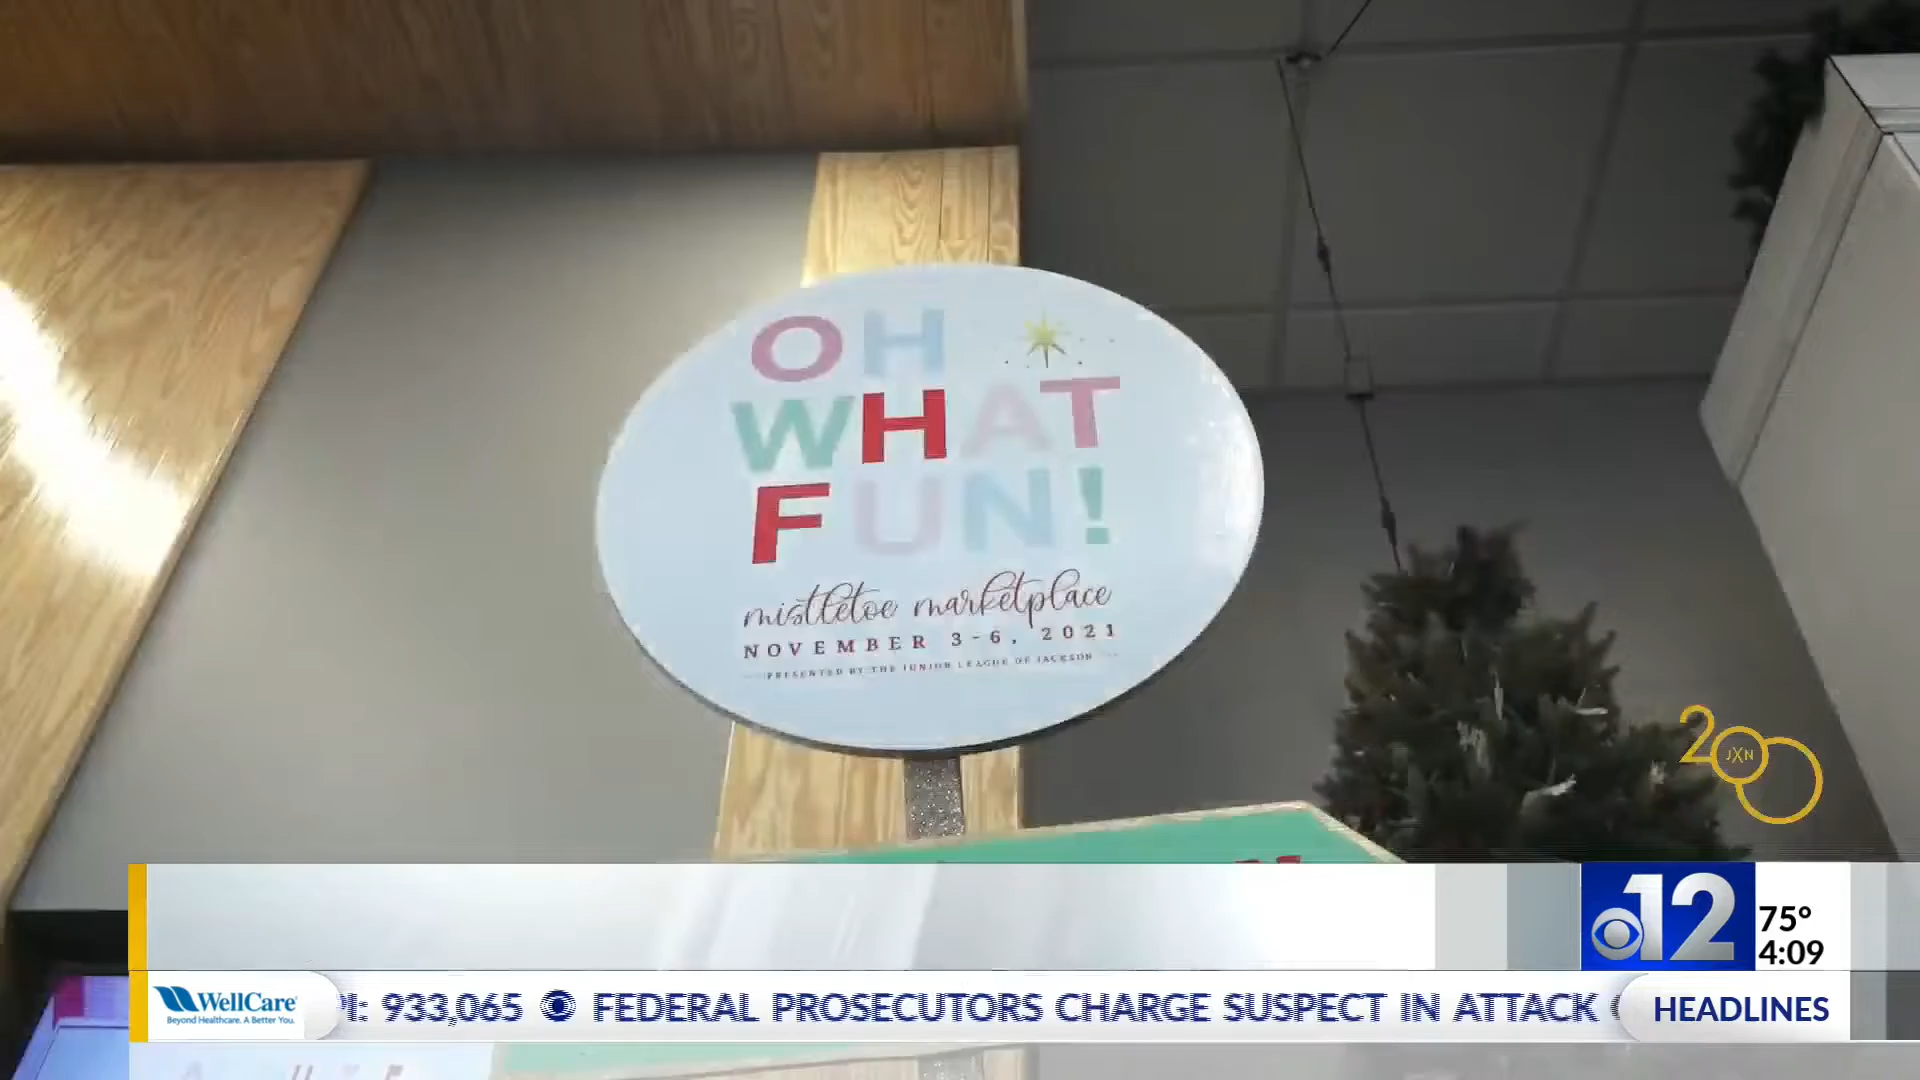 OH
WHAT
FUN!
mistletoe marketplace
NOVEMBER 3-6, 2021
PRESENTED BY THE JUNIOR LEAGUE OF JACKSON
200
JXN
12
75°
4:09
WellCare
Beyond Healthcare. A Better You.
933,065 FEDERAL PROSECUTORS CHARGE SUSPECT IN ATTACK
HEADLINES